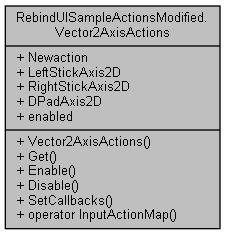 RebindUISampleActionsModified.
Vector2AxisActions
+ Newaction
+ LeftStickAxis2D
+ RightStickAxis2D
+ DPadAxis2D
+ enabled
+ Vector2AxisActions()
+ Get()
+ Enable()
+ Disable()
+ SetCallbacks()
+ operator InputActionMap()